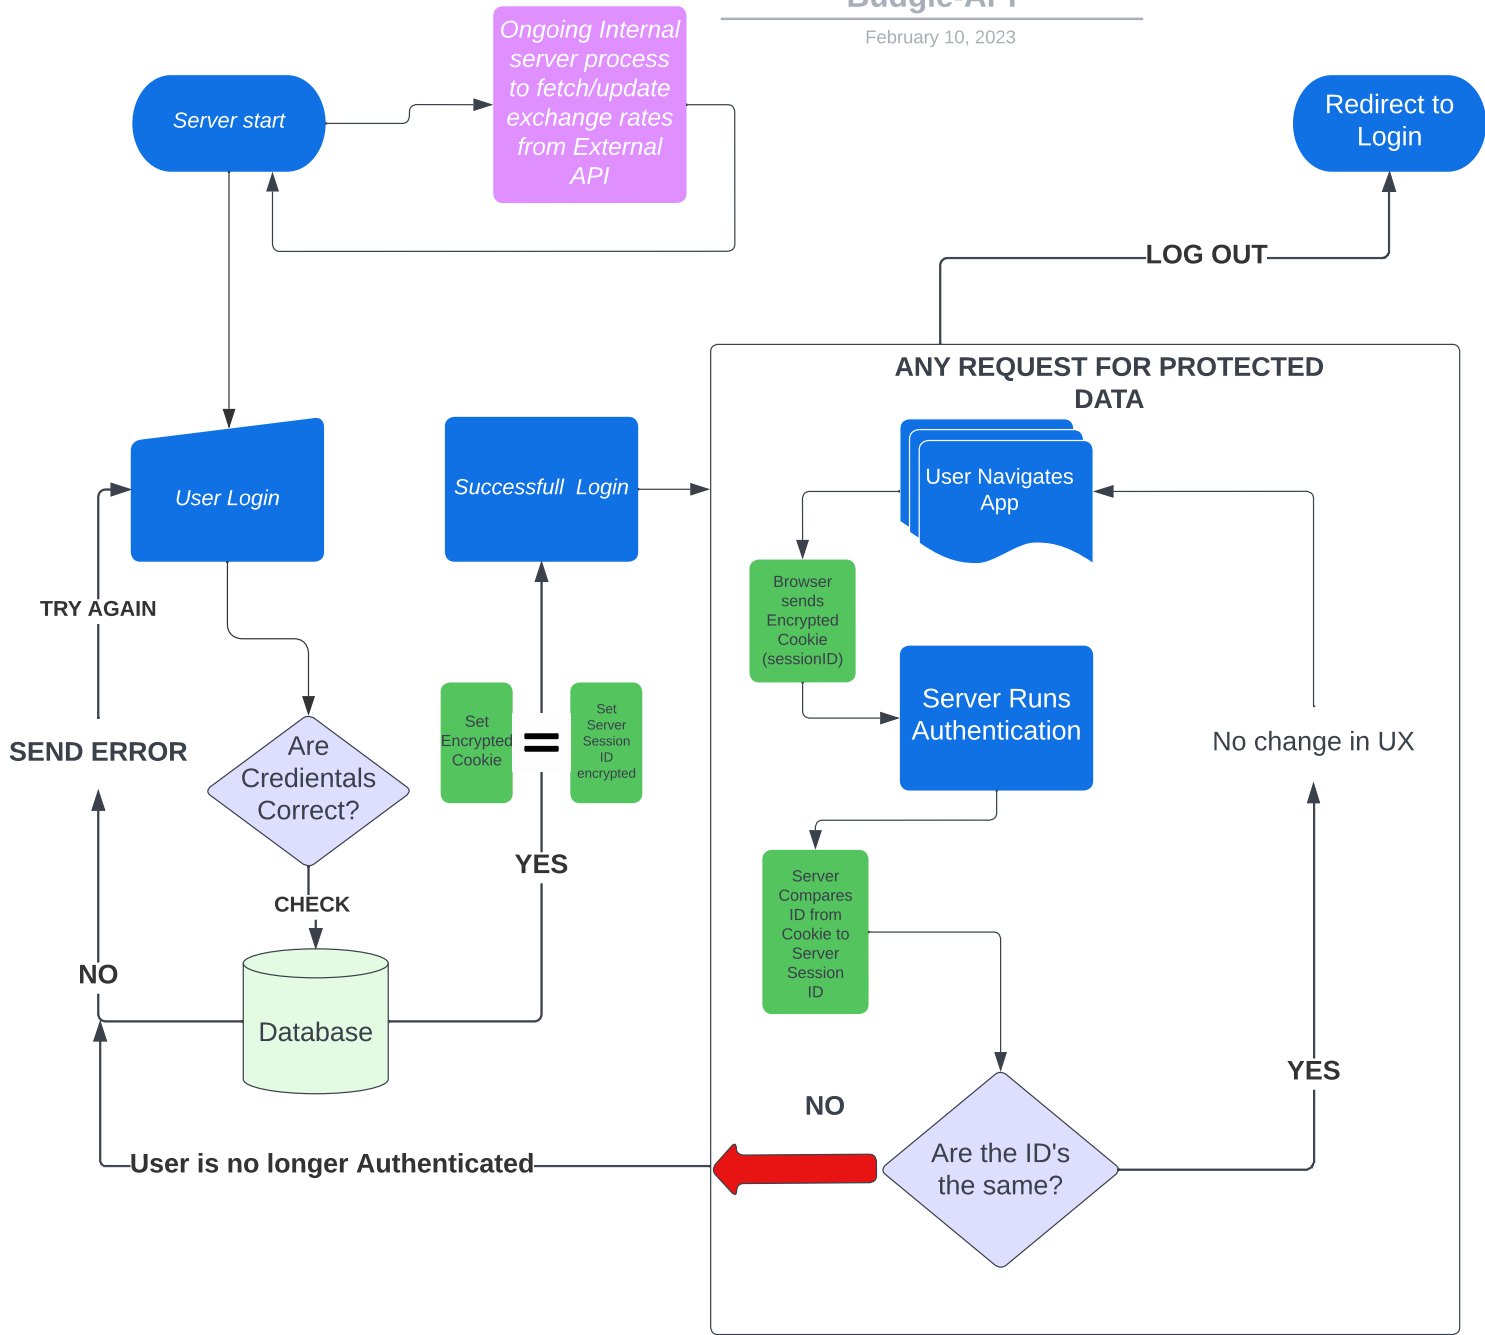 Budgie-API
February 10, 2023
Ongoing Internal
server process
to fetch/update
exchange rates
from External
API
Server start
Redirect to
Login
LOG OUT
ANY REQUEST FOR PROTECTED
DATA
User Navigates
App
User Login
Successfull  Login
Browser
sends
Encrypted
Cookie
(sessionID)
TRY AGAIN
Server Runs
Authentication
SEND ERROR
Are
Credientals
Correct?
Set
Encrypted
Cookie
=
Set
Server
Session
ID
encrypted
No change in UX
YES
CHECK
Server
Compares
ID from
Cookie to
Server
Session
ID
NO
Database
YES
NO
User is no longer Authenticated
Are the ID's
the same?